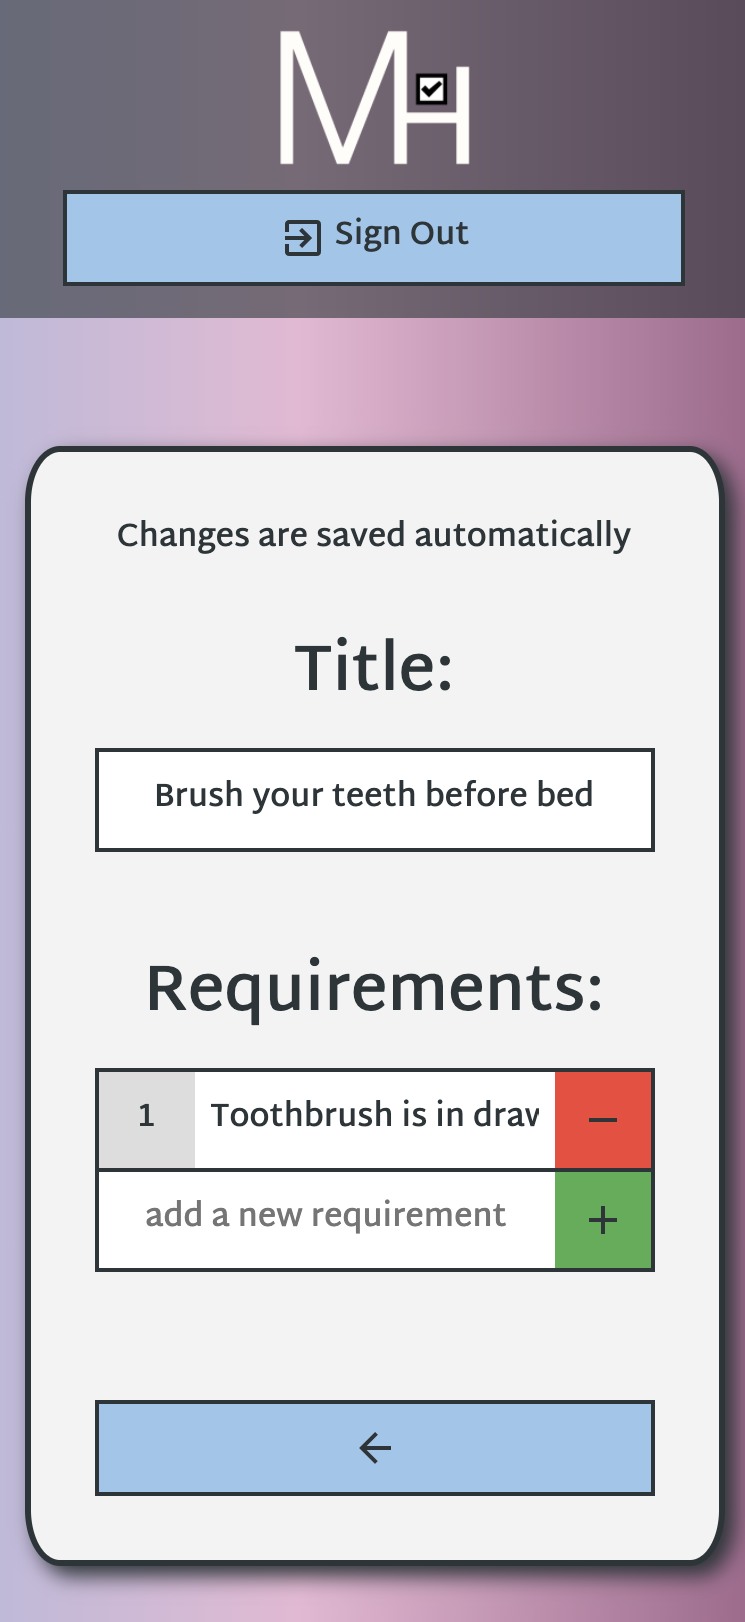 MH
Sign Out
Changes are saved automatically
Title:
Brush your teeth before bed
Requirements:
1 Toothbrush is in
add a new requirement